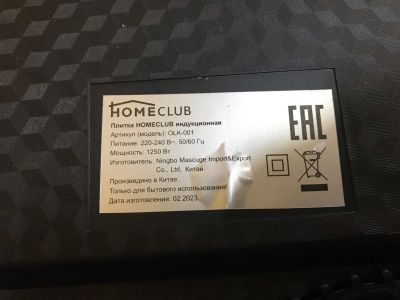 HOMECLUB
Плитка HOMECLUB индукционная
Артикул (модель): OLK-001
Питание: 220-240 В~, 50/60 Гц
Мощность: 1250 Вт
Изготовитель: Ningbo Masouge Import&Export
Co., Ltd, Китай.
Произведено в Китае.
Только для бытового использования!
Дата изготовления: 02.2023.
EAC